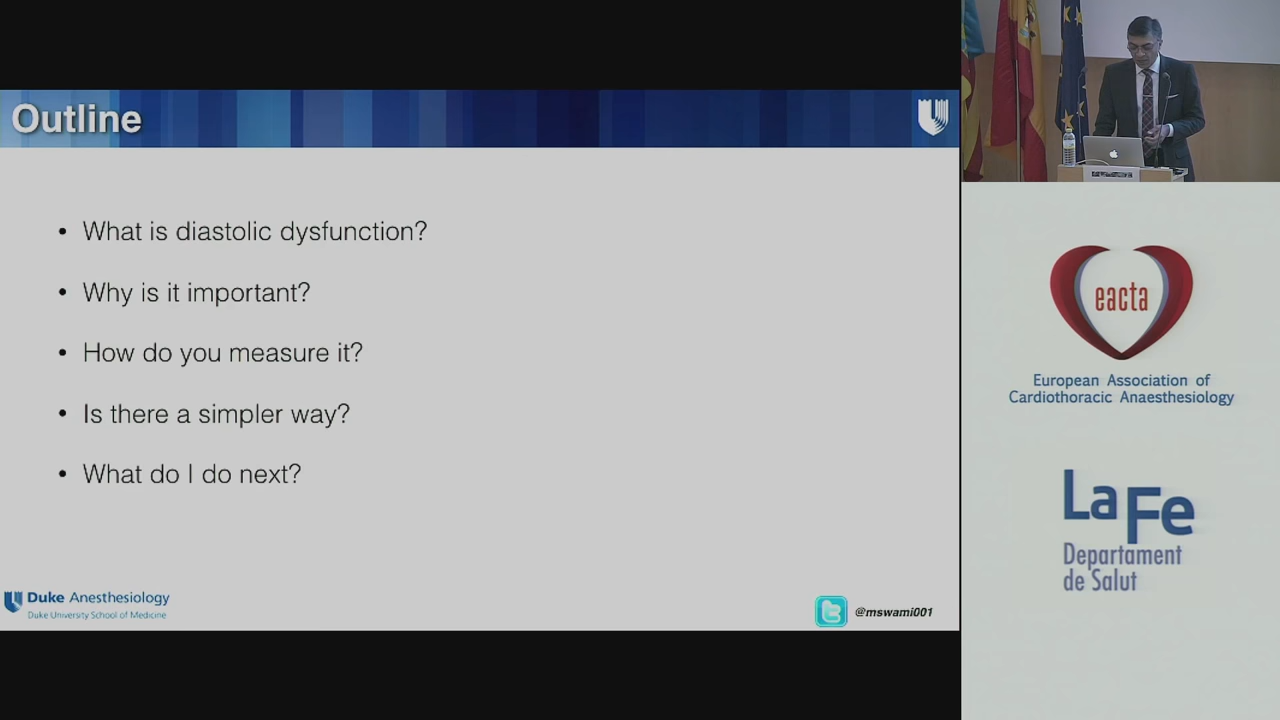 Outline
• What is diastolic dysfunction?
• Why is it important?
• How do you measure it?
• Is there a simpler way?
• What do I do next?
Duke Anesthesiology
Duke University School of Medicine
@mswami001
eacta
European Association of
Cardiothoracic Anaesthesiology
La Fe
Departament
de Salut